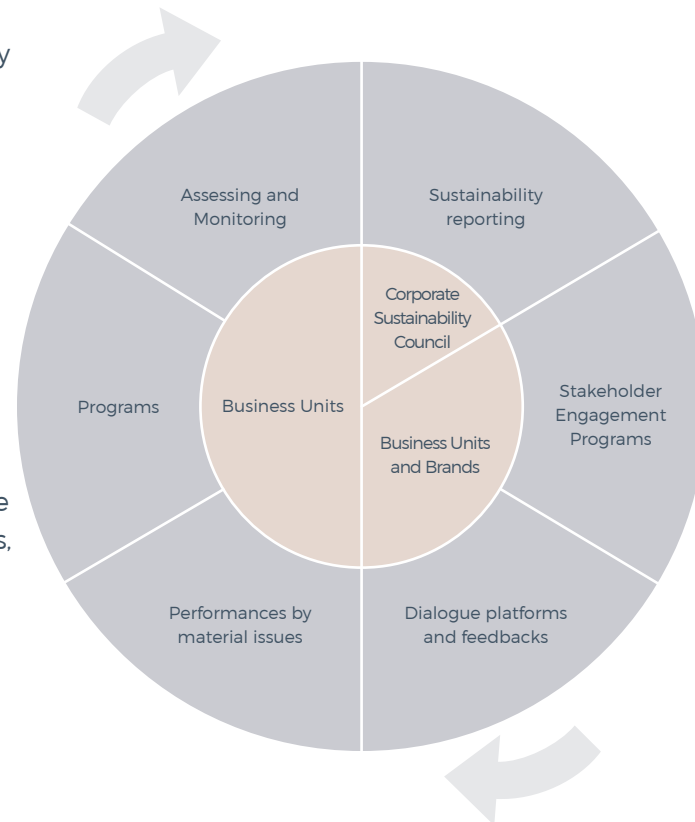 y
Assessing and
Monitoring
Sustainability
reporting
Corporate
Sustainability
Council
Programs
Business Units
Stakeholder
Engagement
Programs
Business Units
and Brands
e
s,
Performances by
material issues
Dialogue platforms
and feedbacks